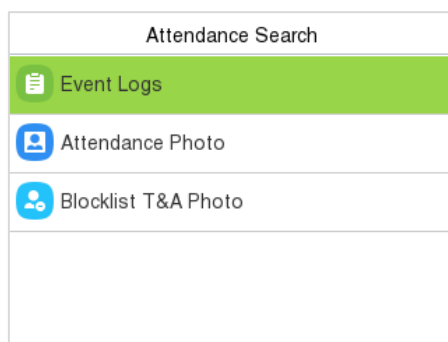 Attendance Search
Event Logs
Attendance Photo
Blocklist T&A Photo